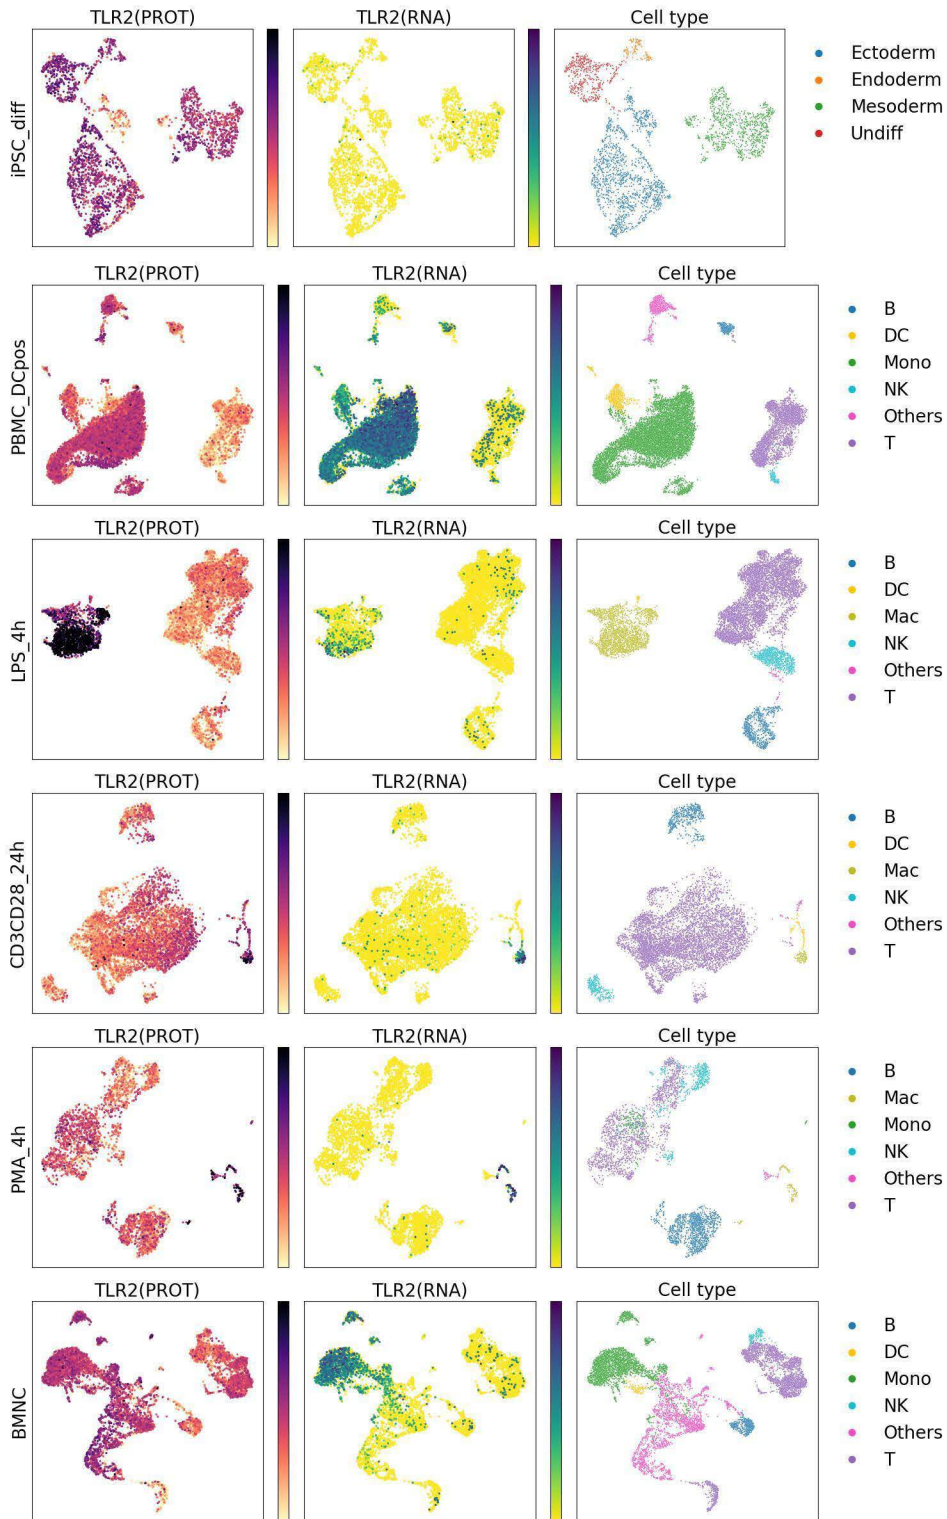 TLR2(PROT) TLR2(RNA) Cell type
iPSC_diff
Ectoderm
Endoderm
Mesoderm
Undiff
TLR2(PROT) TLR2(RNA) Cell type
PBMC_DCpos
B
DC
Mono
NK
Others
T
TLR2(PROT) TLR2(RNA) Cell type
LPS_4h
B
DC
Mac
NK
Others
T
TLR2(PROT) TLR2(RNA) Cell type
CD3CD28_24h
B
DC
Mac
NK
Others
T
TLR2(PROT) TLR2(RNA) Cell type
PMA_4h
B
Mac
Mono
NK
Others
T
TLR2(PROT) TLR2(RNA) Cell type
BMNC
B
DC
Mono
NK
Others
T